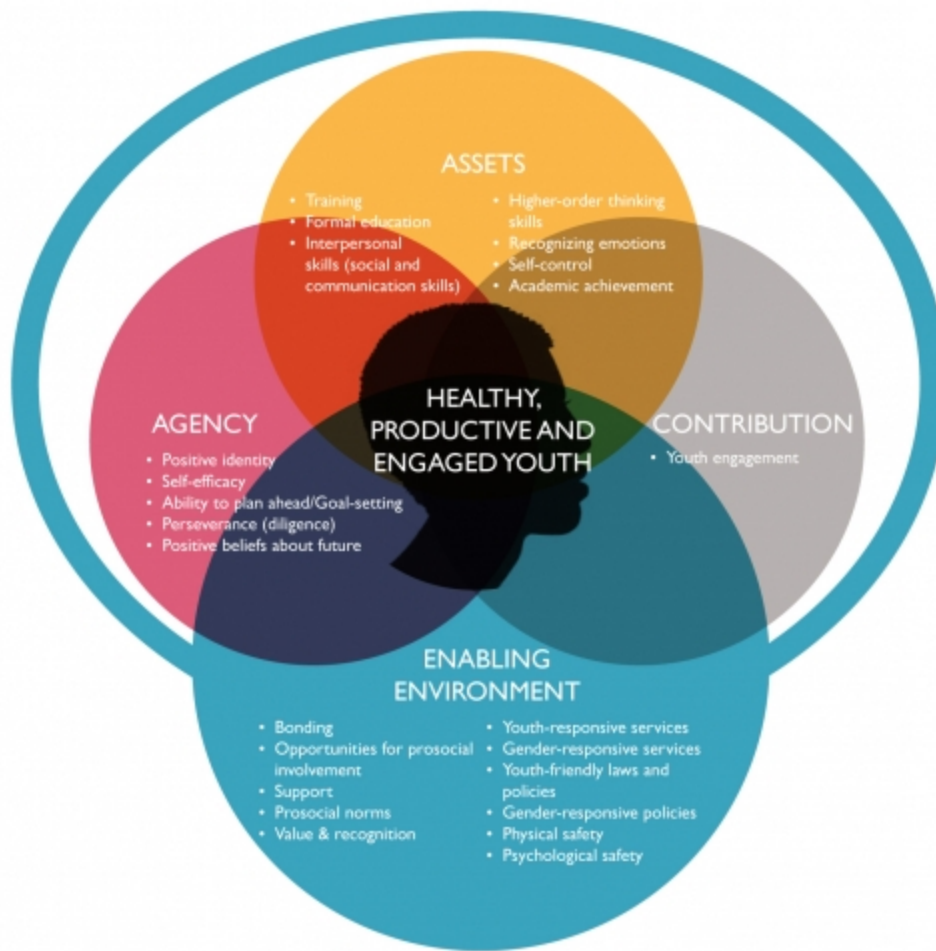 ASSETS
• Training
• Formal education
• Interpersonal
skills (social and
communication skills)
• Higher-order thinking
skills
• Recognizing emotions
• Self-control
• Academic achievement
AGENCY
• Positive identity
• Self-efficacy
• Ability to plan ahead/Goal-setting
• Perseverance (diligence)
• Positive beliefs about future
HEALTHY,
PRODUCTIVE AND
ENGAGED YOUTH
CONTRIBUTION
• Youth engagement
ENABLING
ENVIRONMENT
• Bonding
• Opportunities for prosocial
involvement
• Support
• Prosocial norms
• Value & recognition
• Youth-responsive services
• Gender-responsive services
• Youth-friendly laws and
policies
• Gender-responsive policies
• Physical safety
• Psychological safety